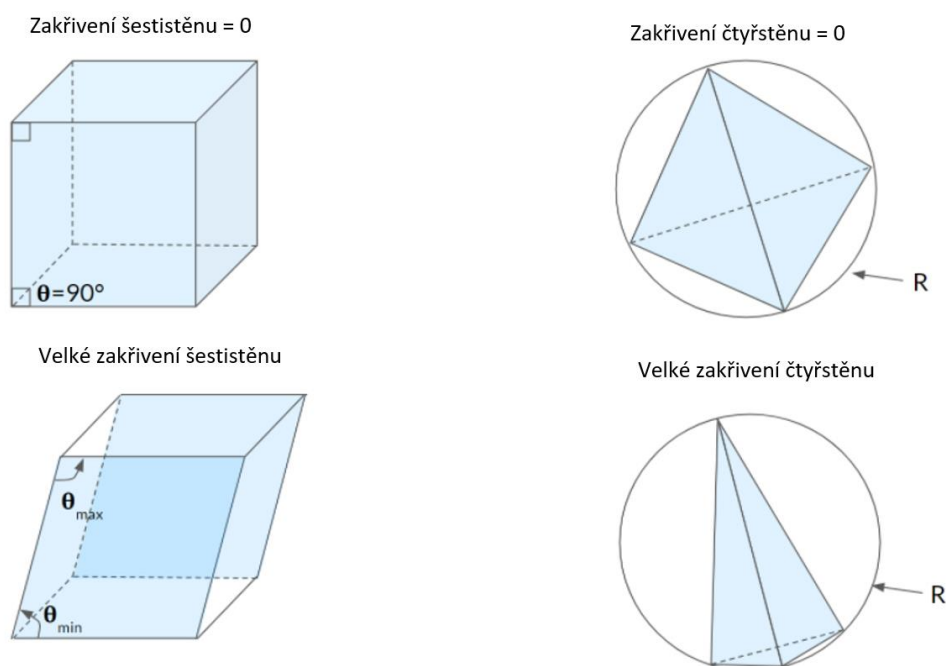 Zakřivení šestistěnu = 0
Zakřivení čtyřstěnu = 0
θ=90°
R
Velké zakřivení šestistěnu
Velké zakřivení čtyřstěnu
θmax
θmin
R